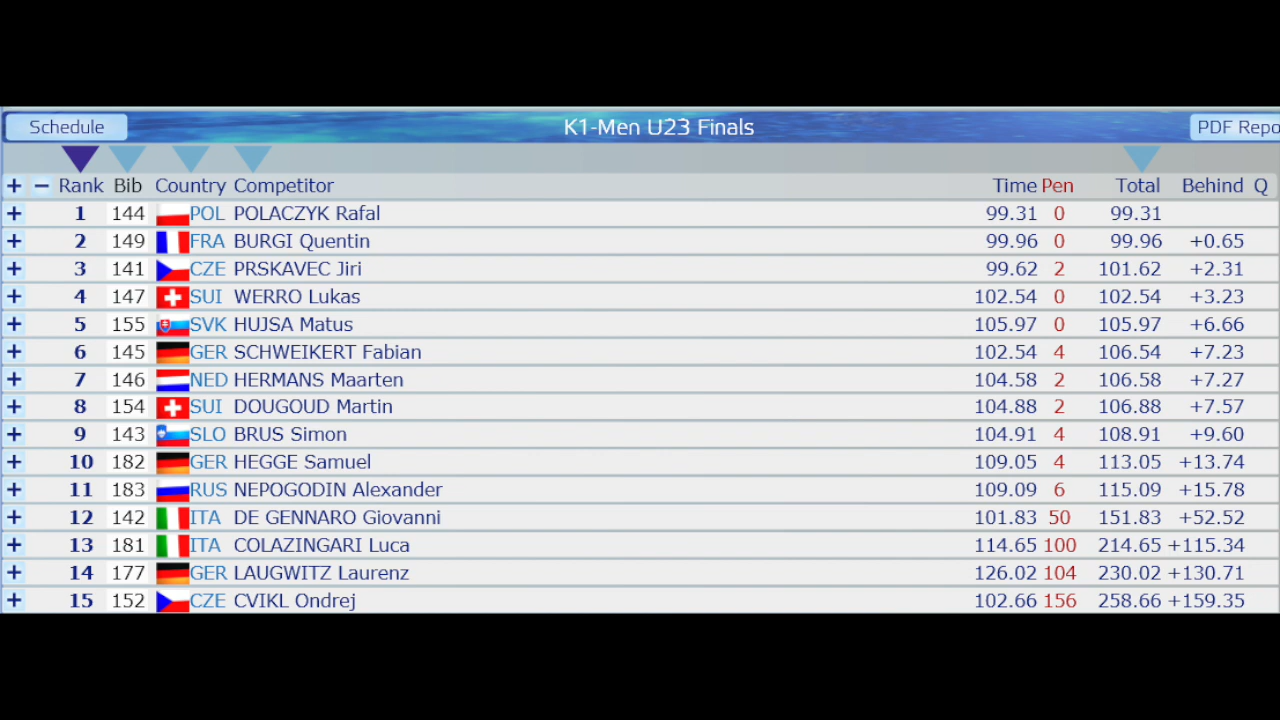 Schedule K1-Men U23 Finals PDF Repo
+ − Rank Bib Country Competitor Time Pen Total Behind Q
+ 1 144 POL POLACZYK Rafal 99.31 0 99.31
+ 2 149 FRA BURGI Quentin 99.96 0 99.96 +0.65
+ 3 141 CZE PRSKAVEC Jiri 99.62 2 101.62 +2.31
+ 4 147 SUI WERRO Lukas 102.54 0 102.54 +3.23
+ 5 155 SVK HUJSA Matus 105.97 0 105.97 +6.66
+ 6 145 GER SCHWEIKERT Fabian 102.54 4 106.54 +7.23
+ 7 146 NED HERMANS Maarten 104.58 2 106.58 +7.27
+ 8 154 SUI DOUGOUD Martin 104.88 2 106.88 +7.57
+ 9 143 SLO BRUS Simon 104.91 4 108.91 +9.60
+ 10 182 GER HEGGE Samuel 109.05 4 113.05 +13.74
+ 11 183 RUS NEPOGODIN Alexander 109.09 6 115.09 +15.78
+ 12 142 ITA DE GENNARO Giovanni 101.83 50 151.83 +52.52
+ 13 181 ITA COLAZINGARI Luca 114.65 100 214.65 +115.34
+ 14 177 GER LAUGWITZ Laurenz 126.02 104 230.02 +130.71
+ 15 152 CZE CVIKL Ondrej 102.66 156 258.66 +159.35